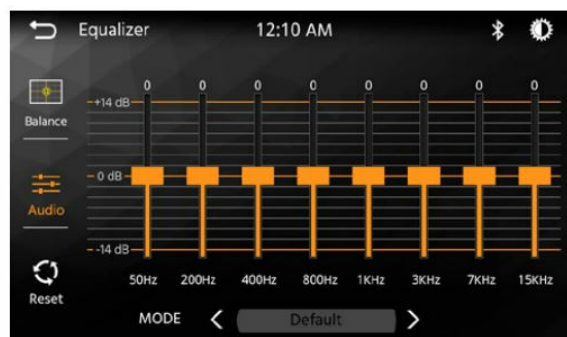 Equalizer 12:10 AM
0 0 0 0 0 0 0 0
+14 dB
Balance
0 dB
Audio
-14 dB
50Hz 200Hz 400Hz 800Hz 1KHz 3KHz 7KHz 15KHz
Reset
MODE < Default >